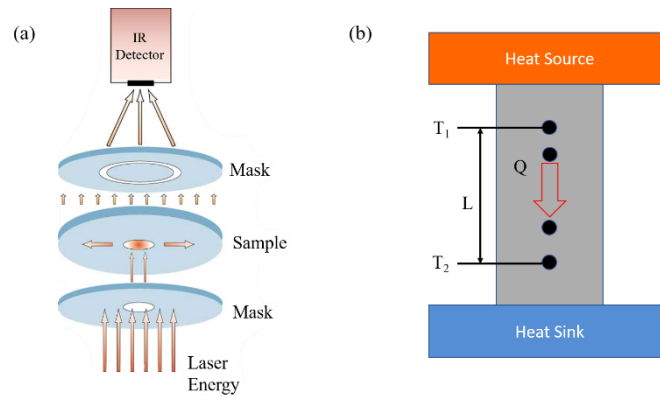 (a)
IR
Detector
Mask
Sample
Mask
Laser
Energy
(b)
Heat Source
T₁
Q
L
T₂
Heat Sink